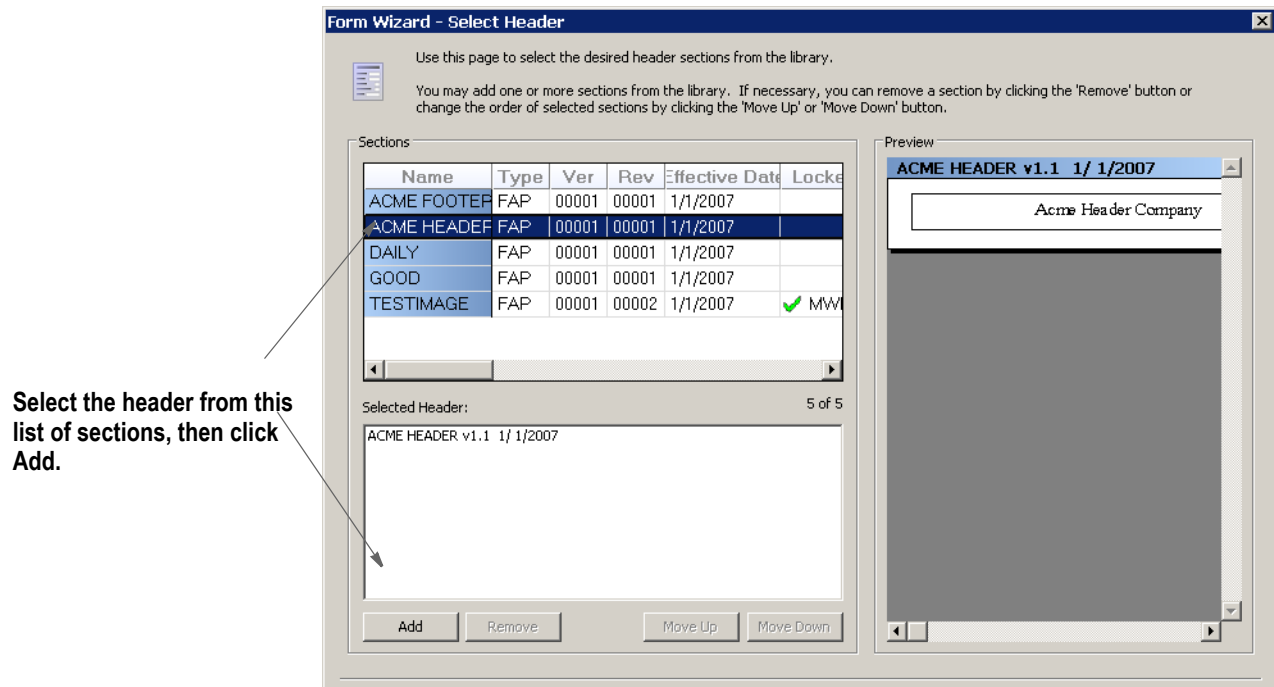 Form Wizard - Select Header
Use this page to select the desired header sections from the library.
You may add one or more sections from the library. If necessary, you can remove a section by clicking the 'Remove' button or
change the order of selected sections by clicking the 'Move Up' or 'Move Down' button.
Sections
Name Type Ver Rev Effective Date Locke
ACME FOOTER FAP 00001 00001 1/1/2007
ACME HEADER FAP 00001 00001 1/1/2007
DAILY FAP 00001 00001 1/1/2007
GOOD FAP 00001 00001 1/1/2007
TESTIMAGE FAP 00001 00002 1/1/2007 MW
Selected Header: 5 of 5
ACME HEADER v1.1 1/ 1/2007
Add Remove Move Up Move Down
Preview
ACME HEADER v1.1 1/ 1/2007
Acme Header Company
Select the header from this
list of sections, then click
Add.